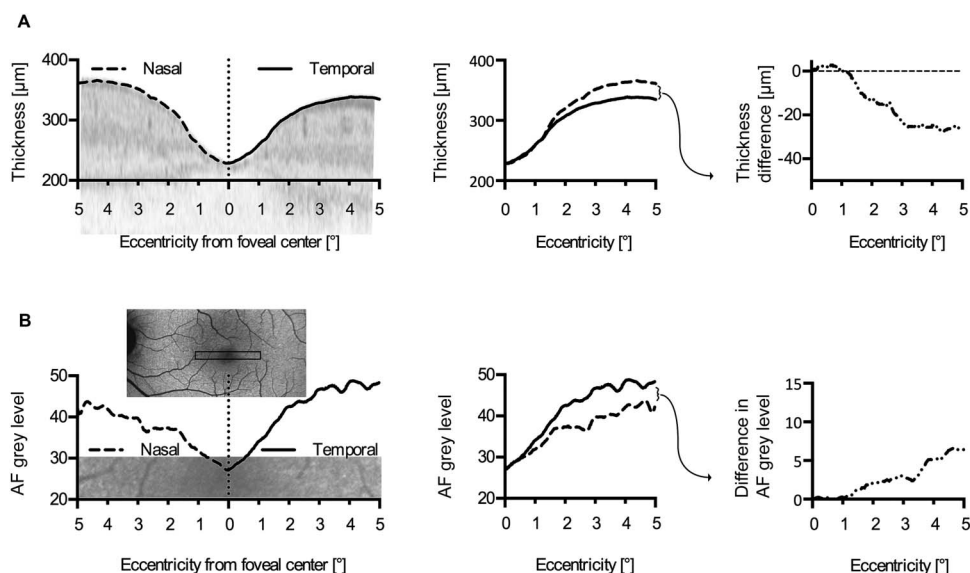 A
Thickness [µm]
400
300
200
Nasal
Temporal
5 4 3 2 1 0 1 2 3 4 5
Eccentricity from foveal center [°]
Thickness [µm]
400
300
200
0 1 2 3 4 5
Eccentricity [°]
Thickness
difference [µm]
0
-20
-40
0 1 2 3 4 5
Eccentricity [°]
B
AF grey level
50
40
30
20
Nasal
Temporal
5 4 3 2 1 0 1 2 3 4 5
Eccentricity from foveal center [°]
AF grey level
50
40
30
20
0 1 2 3 4 5
Eccentricity [°]
Difference in
AF grey level
15
10
5
0
0 1 2 3 4 5
Eccentricity [°]